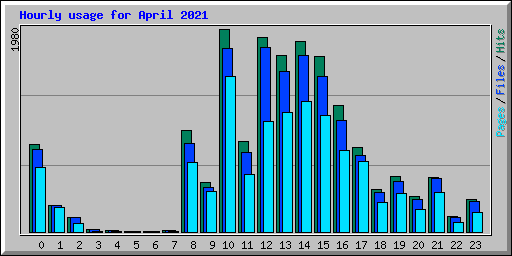 Hourly usage for April 2021
1980
Pages/Files/Hits
0 1 2 3 4 5 6 7 8 9 10 11 12 13 14 15 16 17 18 19 20 21 22 23